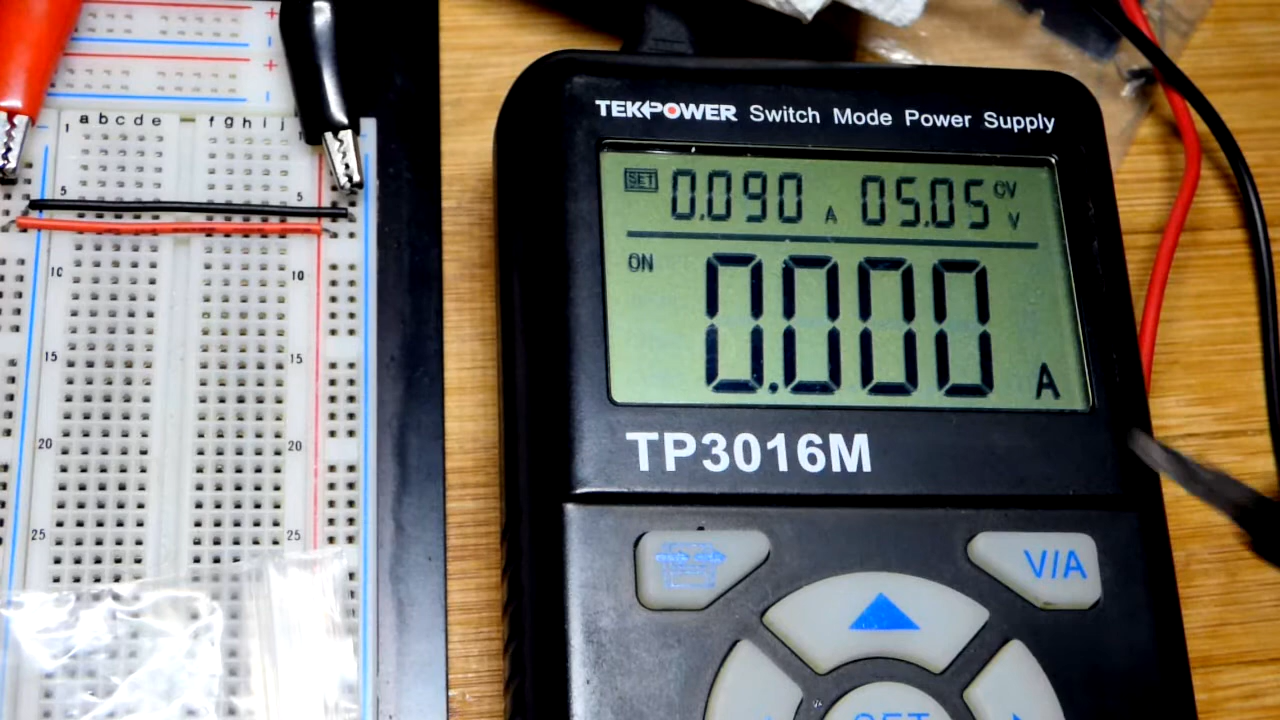 TEKPOWER Switch Mode Power Supply
SET 0.090 A 05.05 CV V
ON 0.000 A
TP3016M
V/A
SET
+
-
+
-
a b c d e f g h i j
1
5 5
10 10
15 15
20 20
25 25